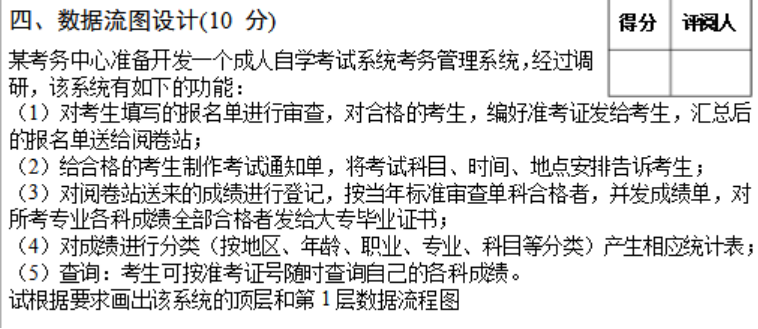 四、数据流图设计(10 分)
得分 评阅人
某考务中心准备开发一个成人自学考试系统考务管理系统,经过调
研，该系统有如下的功能：
（1）对考生填写的报名单进行审查，对合格的考生，编好准考证发给考生，汇总后
的报名单送给阅卷站；
（2）给合格的考生制作考试通知单，将考试科目、时间、地点安排告诉考生；
（3）对阅卷站送来的成绩进行登记，按当年标准审查单科合格者，并发成绩单，对
所考专业各科成绩全部合格者发给大专毕业证书；
（4）对成绩进行分类（按地区、年龄、职业、专业、科目等分类）产生相应统计表；
（5）查询：考生可按准考证号随时查询自己的各科成绩。
试根据要求画出该系统的顶层和第 1 层数据流程图